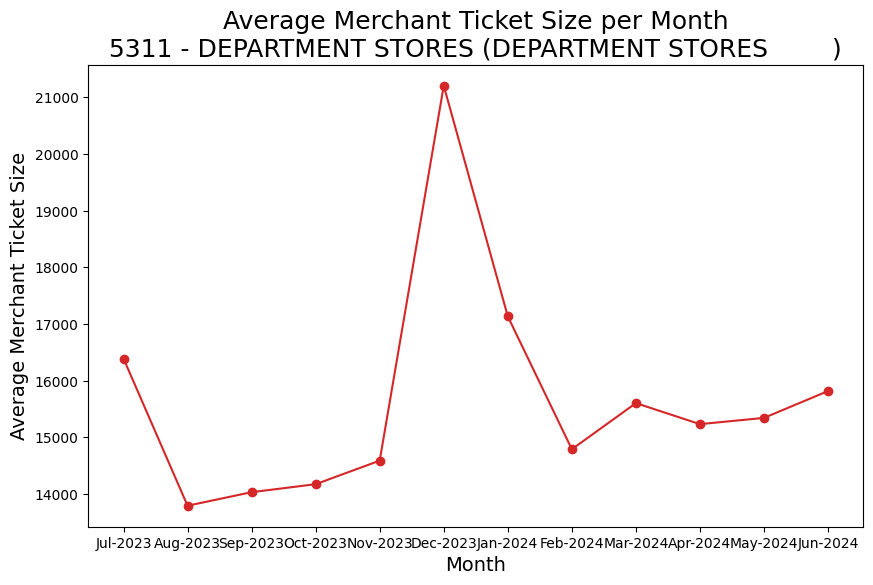 Average Merchant Ticket Size per Month
5311 - DEPARTMENT STORES (DEPARTMENT STORES        )
Average Merchant Ticket Size
21000
20000
19000
18000
17000
16000
15000
14000
Jul-2023 Aug-2023 Sep-2023 Oct-2023 Nov-2023 Dec-2023 Jan-2024 Feb-2024 Mar-2024 Apr-2024 May-2024 Jun-2024
Month